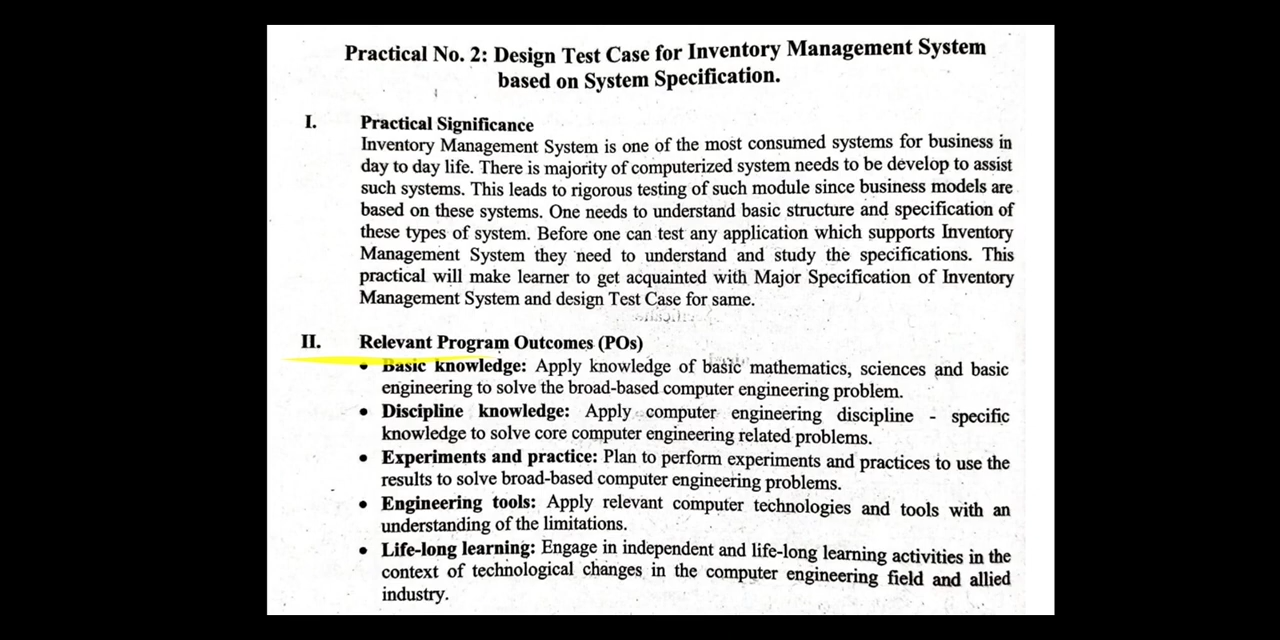 Practical No. 2: Design Test Case for Inventory Management System
based on System Specification.
I. Practical Significance
Inventory Management System is one of the most consumed systems for business in
day to day life. There is majority of computerized system needs to be develop to assist
such systems. This leads to rigorous testing of such module since business models are
based on these systems. One needs to understand basic structure and specification of
these types of system. Before one can test any application which supports Inventory
Management System they need to understand and study the specifications. This
practical will make learner to get acquainted with Major Specification of Inventory
Management System and design Test Case for same.
II. Relevant Program Outcomes (POs)
• Basic knowledge: Apply knowledge of basic mathematics, sciences and basic
engineering to solve the broad-based computer engineering problem.
• Discipline knowledge: Apply computer engineering discipline - specific
knowledge to solve core computer engineering related problems.
• Experiments and practice: Plan to perform experiments and practices to use the
results to solve broad-based computer engineering problems.
• Engineering tools: Apply relevant computer technologies and tools with an
understanding of the limitations.
• Life-long learning: Engage in independent and life-long learning activities in the
context of technological changes in the computer engineering field and allied
industry.